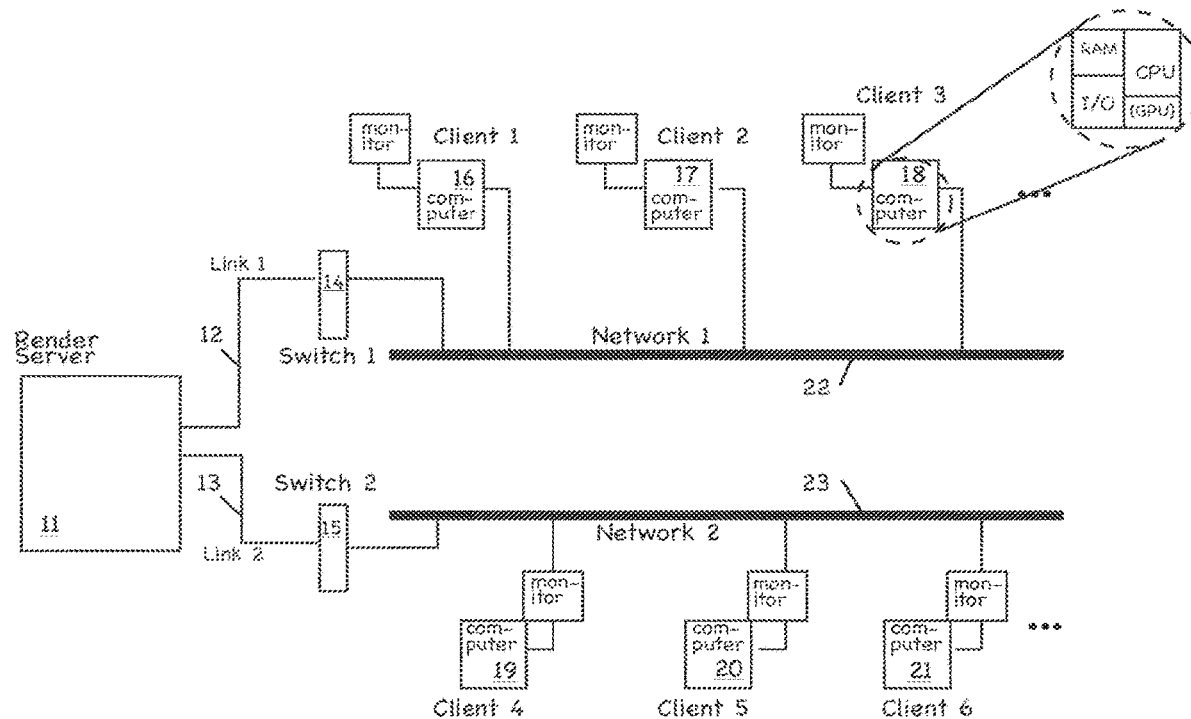 RAM
CPU
I/O
(GPU)
Client 3
mon-
itor
Client 1
mon-
itor
Client 2
mon-
itor
16
com-
puter
17
com-
puter
18
com-
puter
...
Link 1
14
12
Render
Server
Switch 1
Network 1
22
13
Switch 2
23
11
15
Link 2
Network 2
mon-
itor
mon-
itor
mon-
itor
com-
puter
19
com-
puter
20
com-
puter
21
...
Client 4
Client 5
Client 6